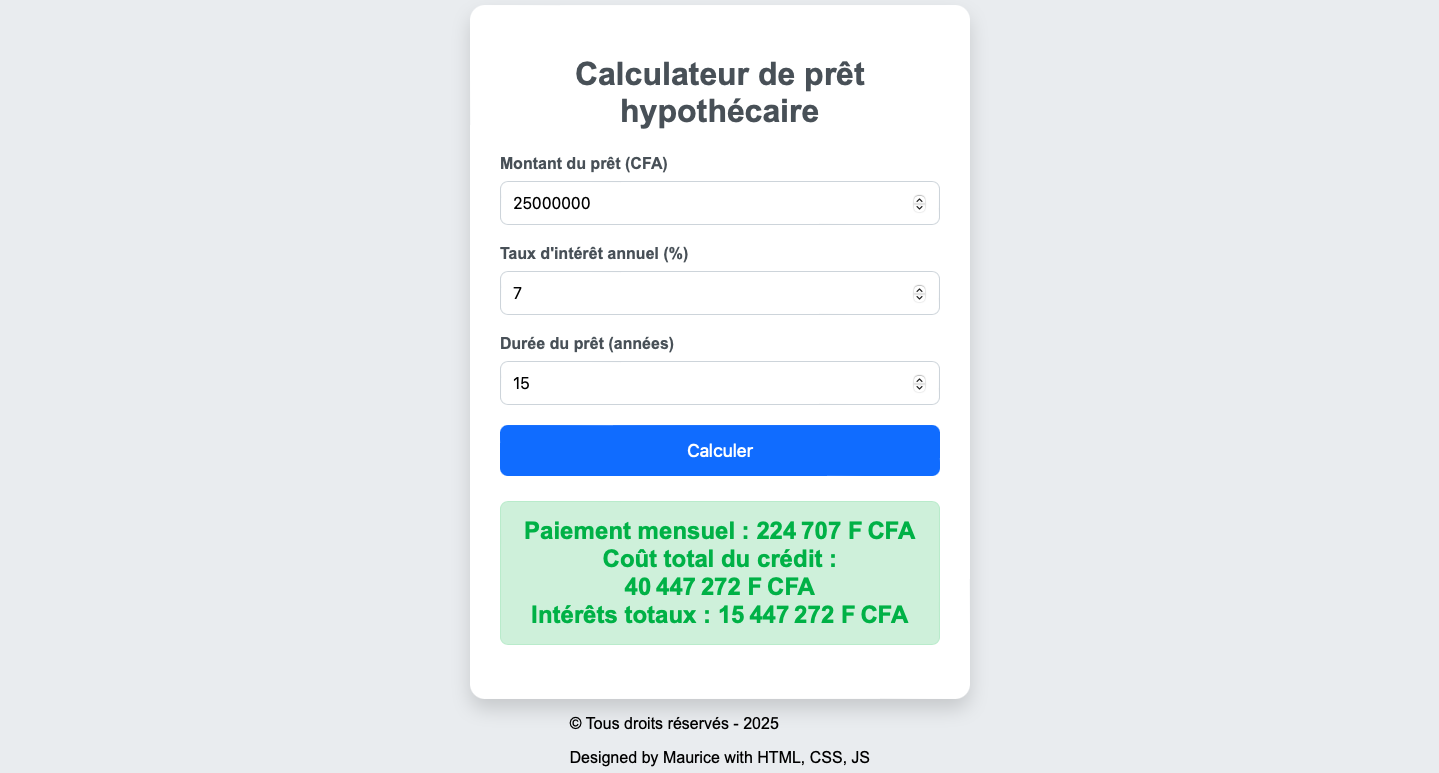 Calculateur de prêt
hypothécaire
Montant du prêt (CFA)
25000000
Taux d'intérêt annuel (%)
7
Durée du prêt (années)
15
Calculer
Paiement mensuel : 224 707 F CFA
Coût total du crédit :
40 447 272 F CFA
Intérêts totaux : 15 447 272 F CFA
© Tous droits réservés - 2025
Designed by Maurice with HTML, CSS, JS